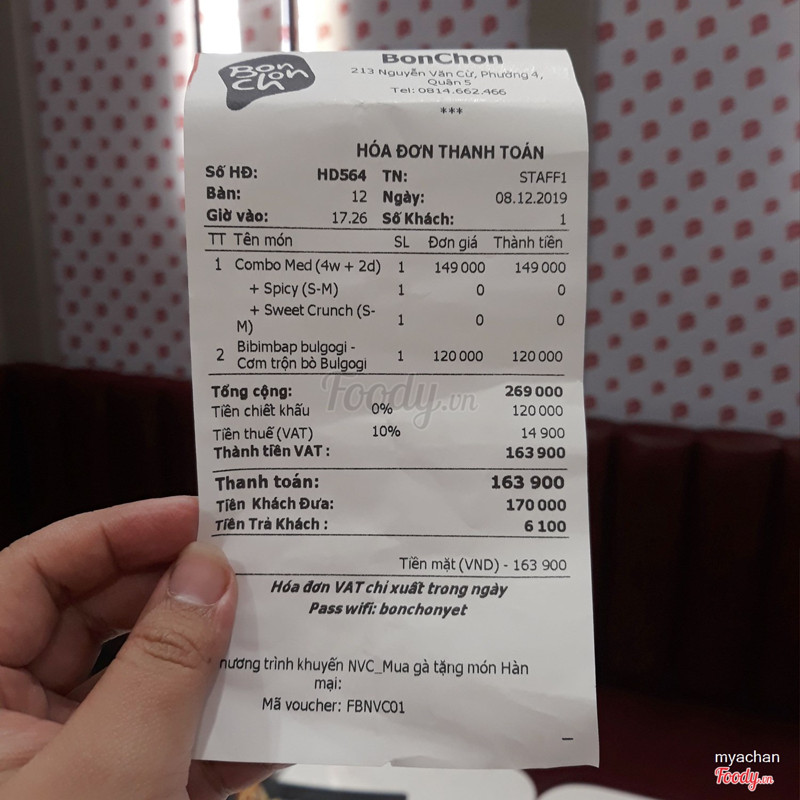 Bon
chon
Ch
BonChon
213 Nguyễn Văn Cừ, Phường 4,
Quận 5
Tel: 0814.662.466
***
HÓA ĐƠN THANH TOÁN
Số HĐ: HD564 TN: STAFF1
Bàn: 12 Ngày: 08.12.2019
Giờ vào: 17.26 Số Khách: 1
TT Tên món SL Đơn giá Thành tiền
1 Combo Med (4w + 2d) 1 149 000 149 000
+ Spicy (S-M) 1 0 0
+ Sweet Crunch (S-
M) 1 0 0
2 Bibimbap bulgogi -
Cơm trộn bò Bulgogi 1 120 000 120 000
Tổng cộng: 269 000
Tiền chiết khấu 0% 120 000
Tiền thuế (VAT) 10% 14 900
Thành tiền VAT : 163 900
Thanh toán: 163 900
Tiền Khách Đưa: 170 000
Tiền Trả Khách : 6 100
Tiền mặt (VND) - 163 900
Hóa đơn VAT chỉ xuất trong ngày
Pass wifi: bonchonyet
ương trình khuyến NVC_Mua gà tặng món Hàn
mại:
Mã voucher: FBNVC01
Foody.vn
myachan
Foody.vn